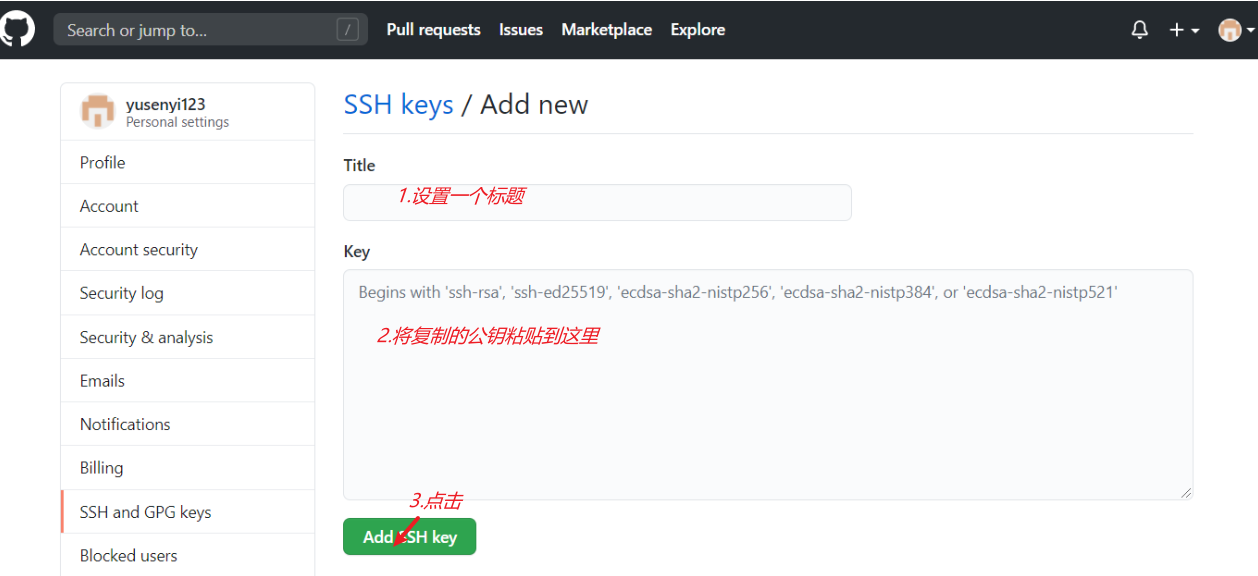 Search or jump to... /
Pull requests Issues Marketplace Explore
yusenyi123
Personal settings
Profile
Account
Account security
Security log
Security & analysis
Emails
Notifications
Billing
SSH and GPG keys
Blocked users
SSH keys / Add new
Title
1.设置一个标题
Key
Begins with 'ssh-rsa', 'ssh-ed25519', 'ecdsa-sha2-nistp256', 'ecdsa-sha2-nistp384', or 'ecdsa-sha2-nistp521'
2.将复制的公钥粘贴到这里
3.点击
Add SSH key